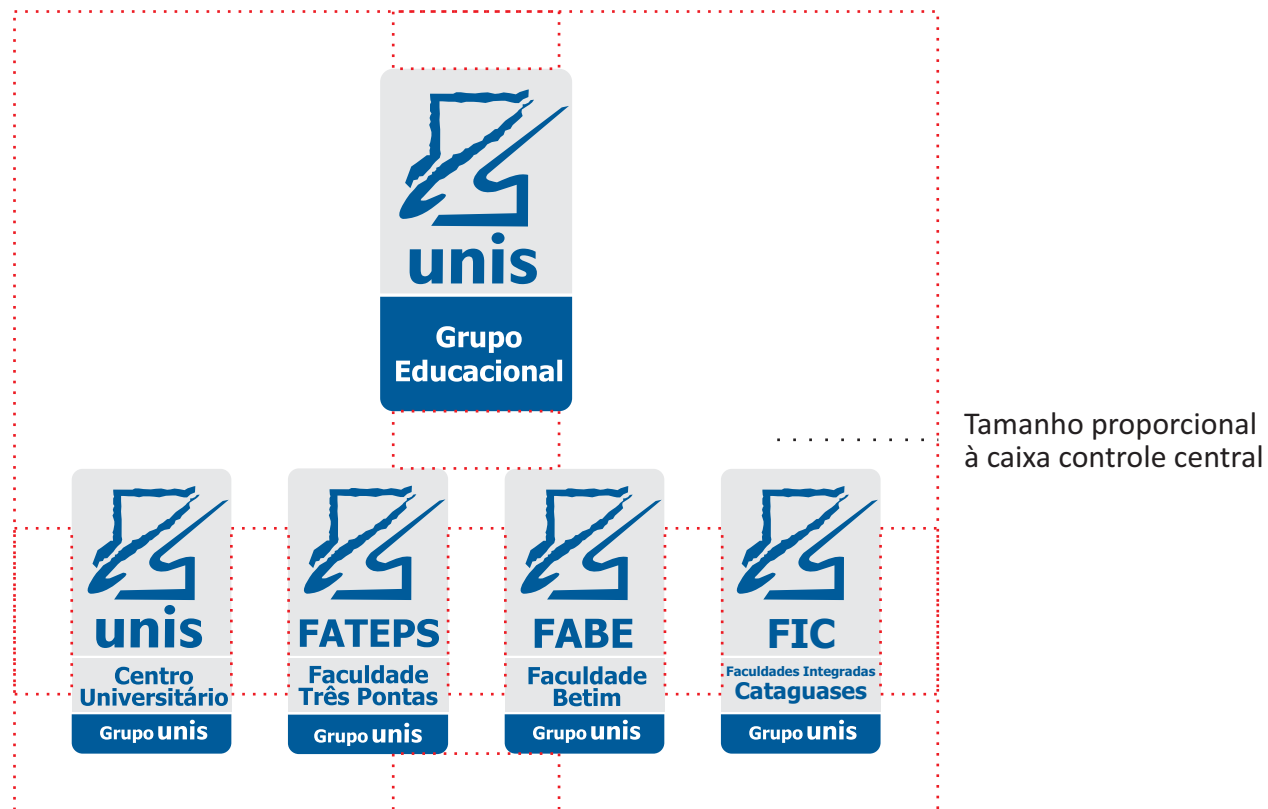 unis
Grupo
Educacional
Tamanho proporcional
à caixa controle central
unis
Centro
Universitário
Grupo unis
FATEPS
Faculdade
Três Pontas
Grupo unis
FABE
Faculdade
Betim
Grupo unis
FIC
Faculdades Integradas
Cataguases
Grupo unis